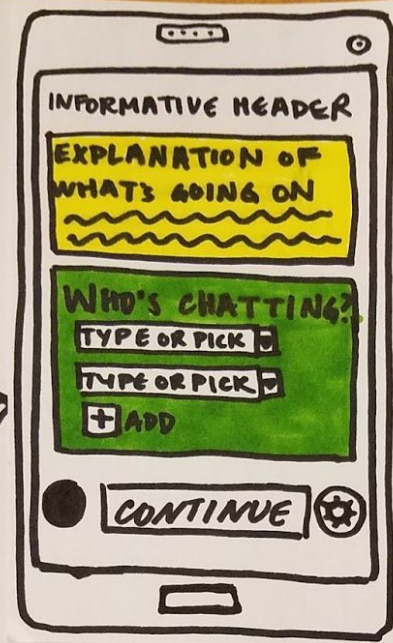 INFORMATIVE HEADER
EXPLANATION OF
WHAT'S GOING ON
WHO'S CHATTING?
TYPE OR PICK
TYPE OR PICK
+ ADD
CONTINUE